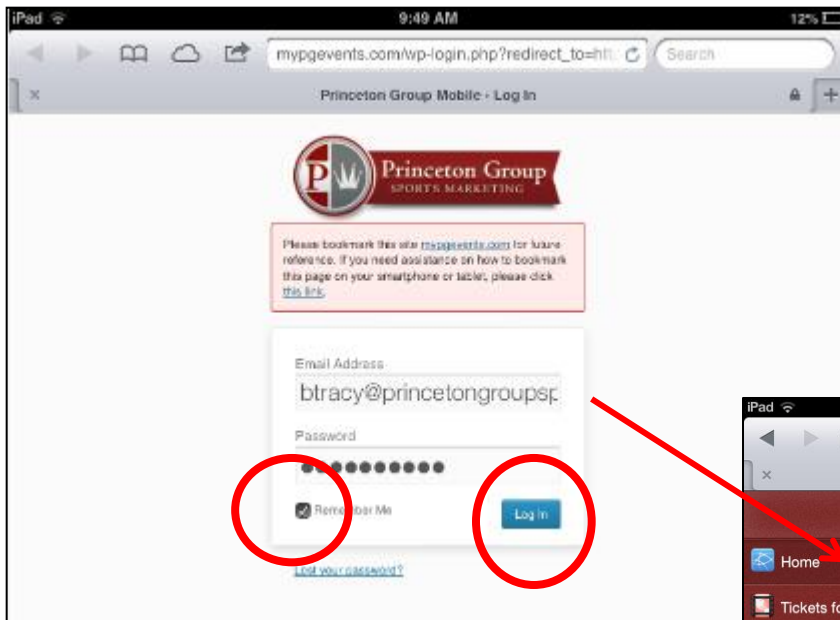 iPad
9:49 AM
12%
mypgevents.com/wp-login.php?redirect_to=htt
Search
Princeton Group Mobile - Log In
P
Princeton Group
SPORTS MARKETING
Please bookmark this site mypgevents.com for future
reference. If you need assistance on how to bookmark
this page on your smartphone or tablet, please click
this link.
Email Address
btracy@princetongroupsp
Password
Remember Me
Log In
Lost your password?
iPad
Home
Tickets fo